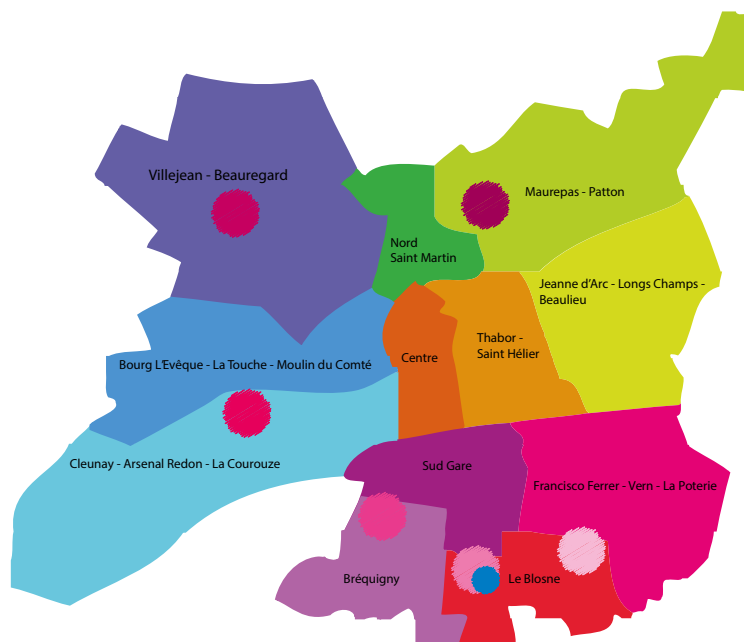 Villejean - Beauregard
Maurepas - Patton
Nord
Saint Martin
Jeanne d'Arc - Longs Champs -
Beaulieu
Thabor -
Saint Hélier
Centre
Bourg L'Evêque - La Touche - Moulin du Comté
Cleunay - Arsenal Redon - La Courouze
Sud Gare
Francisco Ferrer - Vern - La Poterie
Bréquigny
Le Blosne